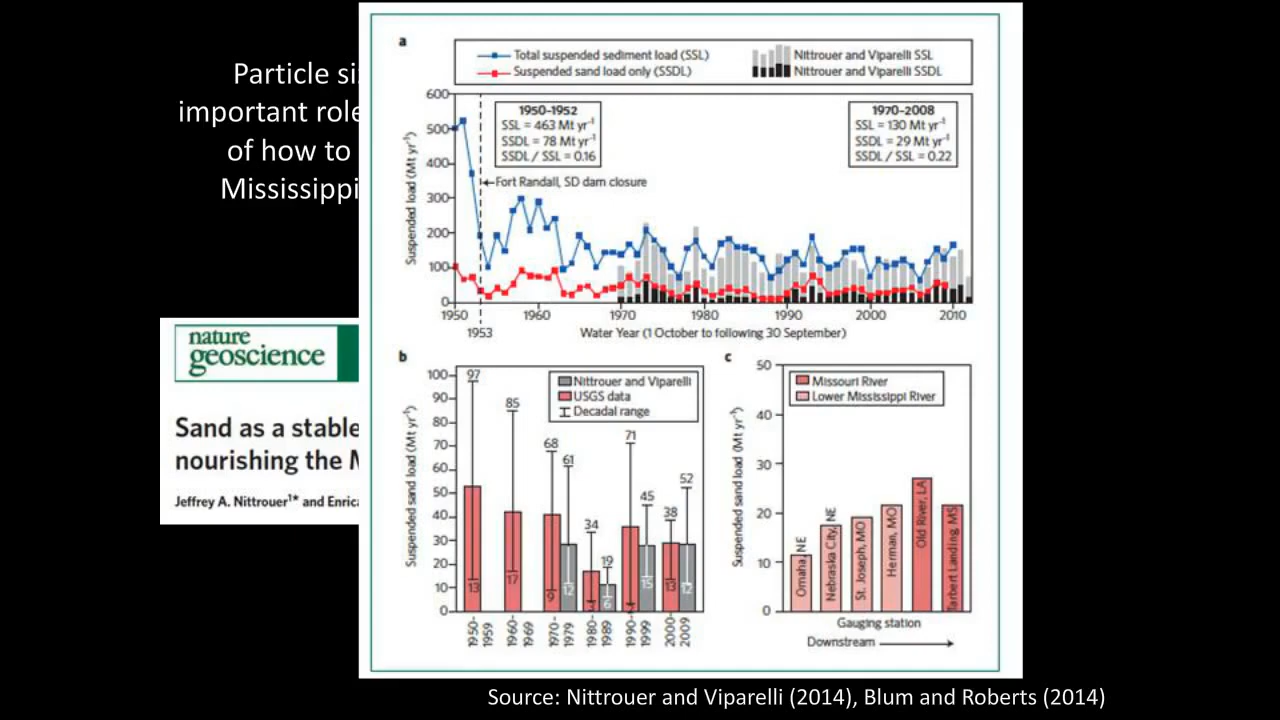 Particle si
important role
of how to
Mississippi
nature
geoscience
Sand as a stable
nourishing the M
Jeffrey A. Nittrouer¹* and Enrica
a
Total suspended sediment load (SSL)
Suspended sand load only (SSDL)
Nittrouer and Viparelli SSL
Nittrouer and Viparelli SSDL
Suspended load (Mt yr⁻¹)
600
500
400
300
200
100
0
1950–1952
SSL = 463 Mt yr⁻¹
SSDL = 78 Mt yr⁻¹
SSDL / SSL = 0.16
1970–2008
SSL = 130 Mt yr⁻¹
SSDL = 29 Mt yr⁻¹
SSDL / SSL = 0.22
Fort Randall, SD dam closure
1950 1960 1970 1980 1990 2000 2010
1953
Water Year (1 October to following 30 September)
b
Suspended sand load (Mt yr⁻¹)
100
90
80
70
60
50
40
30
20
10
0
Nittrouer and Viparelli
USGS data
Decadal range
97 85 68 61 34 19 71 45 38 52
13 17 9 12 6 15 13 12
1950-1959
1960-1969
1970-1979
1980-1989
1990-1999
2000-2009
c
Suspended sand load (Mt yr⁻¹)
50
40
30
20
10
0
Missouri River
Lower Mississippi River
Omaha, NE
Nebraska City, NE
St. Joseph, MO
Herman, MO
Old River, LA
Tarbert Landing, MS
Gauging station
Downstream
Source: Nittrouer and Viparelli (2014), Blum and Roberts (2014)